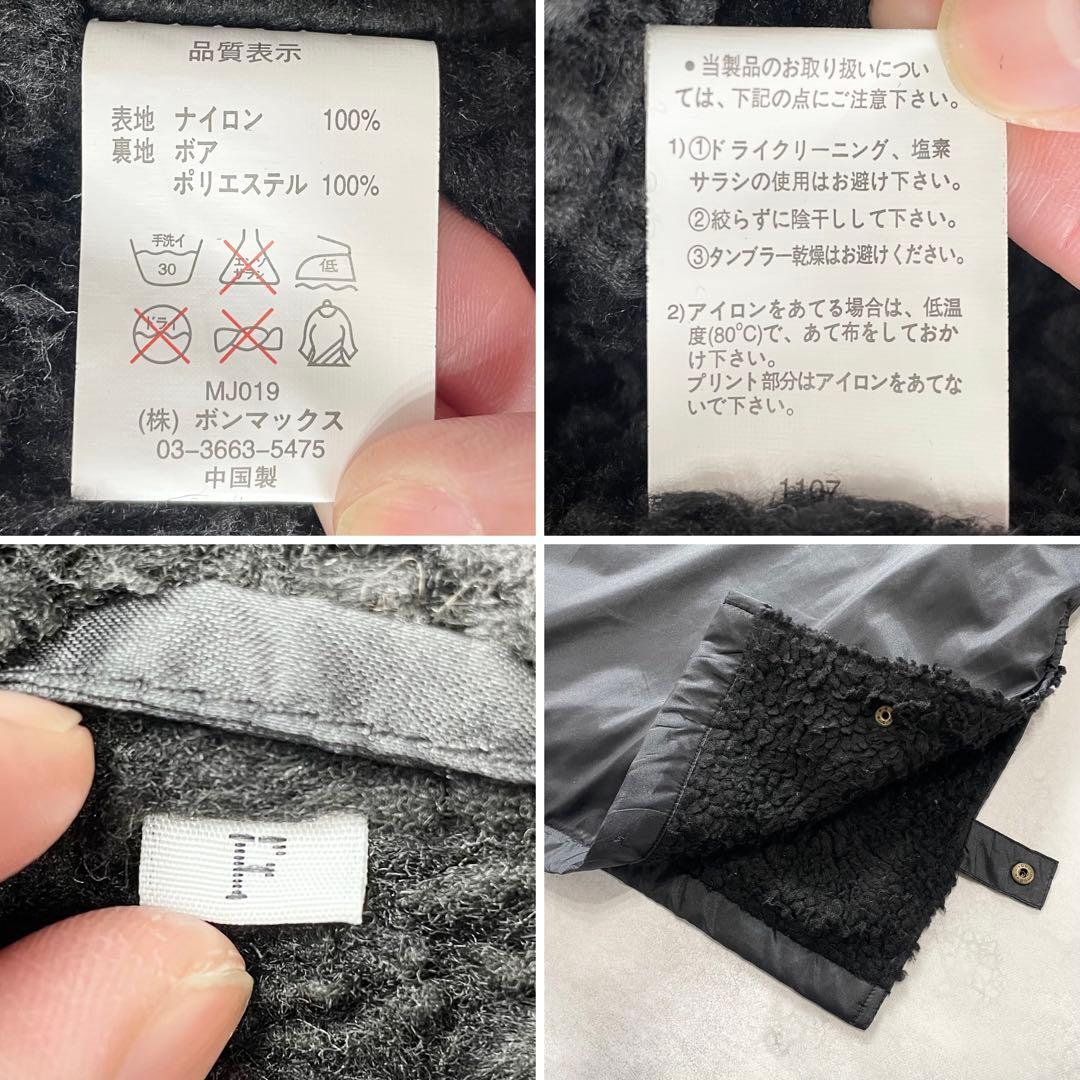 品質表示
表地 ナイロン 100%
裏地 ボア
ポリエステル 100%
手洗イ
30
エンソ
サラシ
低
ドライ
MJ019
(株) ボンマックス
03-3663-5475
中国製
• 当製品のお取り扱いについ
ては、下記の点にご注意下さい。
1)①ドライクリーニング、塩素
サラシの使用はお避け下さい。
②絞らずに陰干しして下さい。
③タンブラー乾燥はお避けください。
2)アイロンをあてる場合は、低温
度(80℃)で、あて布をしておか
け下さい。
プリント部分はアイロンをあてな
いで下さい。
1107
F